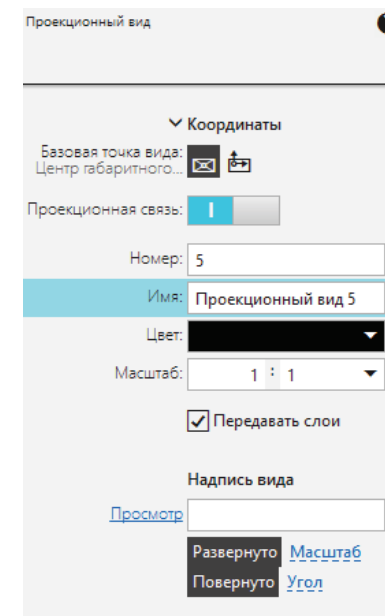 Проекционный вид
Координаты
Базовая точка вида:
Центр габаритного...
Проекционная связь:
Номер: 5
Имя: Проекционный вид 5
Цвет:
Масштаб: 1 : 1
Передавать слои
Надпись вида
Просмотр
Развернуто Масштаб
Повернуто Угол